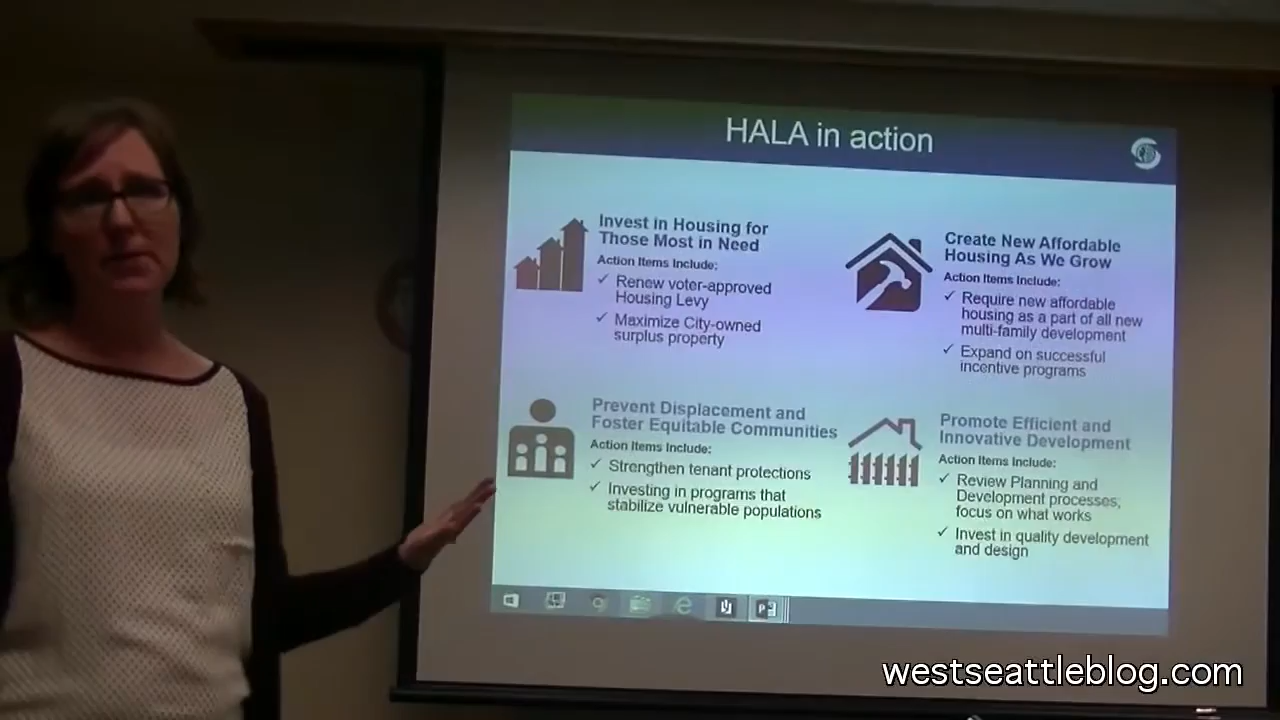 HALA in action
Invest in Housing for
Those Most in Need
Action Items Include:
✓ Renew voter-approved
Housing Levy
✓ Maximize City-owned
surplus property
Create New Affordable
Housing As We Grow
Action Items Include:
✓ Require new affordable
housing as a part of all new
multi-family development
✓ Expand on successful
incentive programs
Prevent Displacement and
Foster Equitable Communities
Action Items Include:
✓ Strengthen tenant protections
✓ Investing in programs that
stabilize vulnerable populations
Promote Efficient and
Innovative Development
Action Items Include:
✓ Review Planning and
Development processes,
focus on what works
✓ Invest in quality development
and design
westseattleblog.com